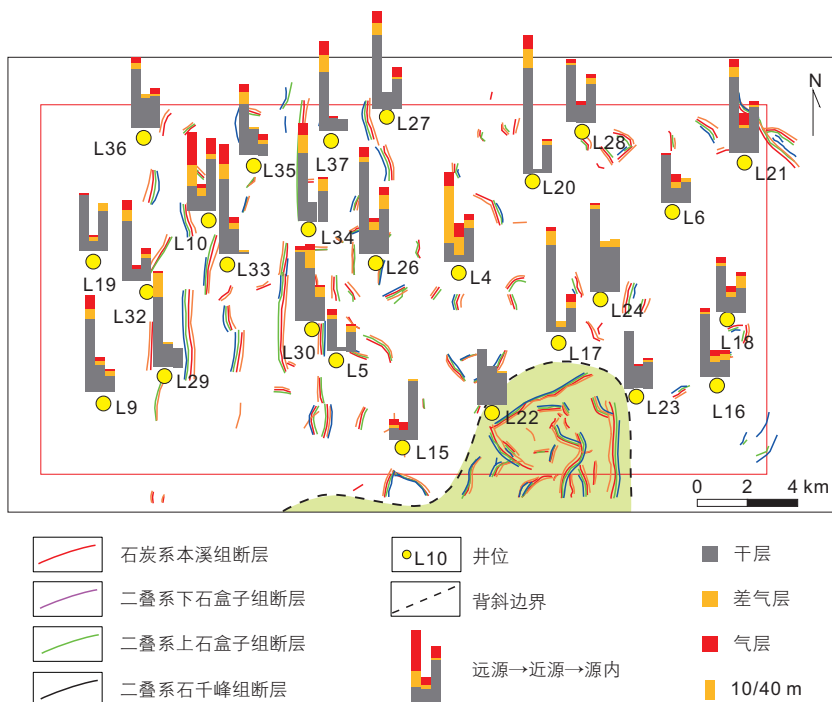 N
L27
L36
L37
L28
L35
L21
L20
L6
L10
L34
L19
L33
L26
L4
L24
L32
L18
L30
L17
L29
L5
L23
L16
L9
L22
L15
0 2 4 km
石炭系本溪组断层
二叠系下石盒子组断层
二叠系上石盒子组断层
二叠系石千峰组断层
L10 井位
背斜边界
远源→近源→源内
干层
差气层
气层
10/40 m